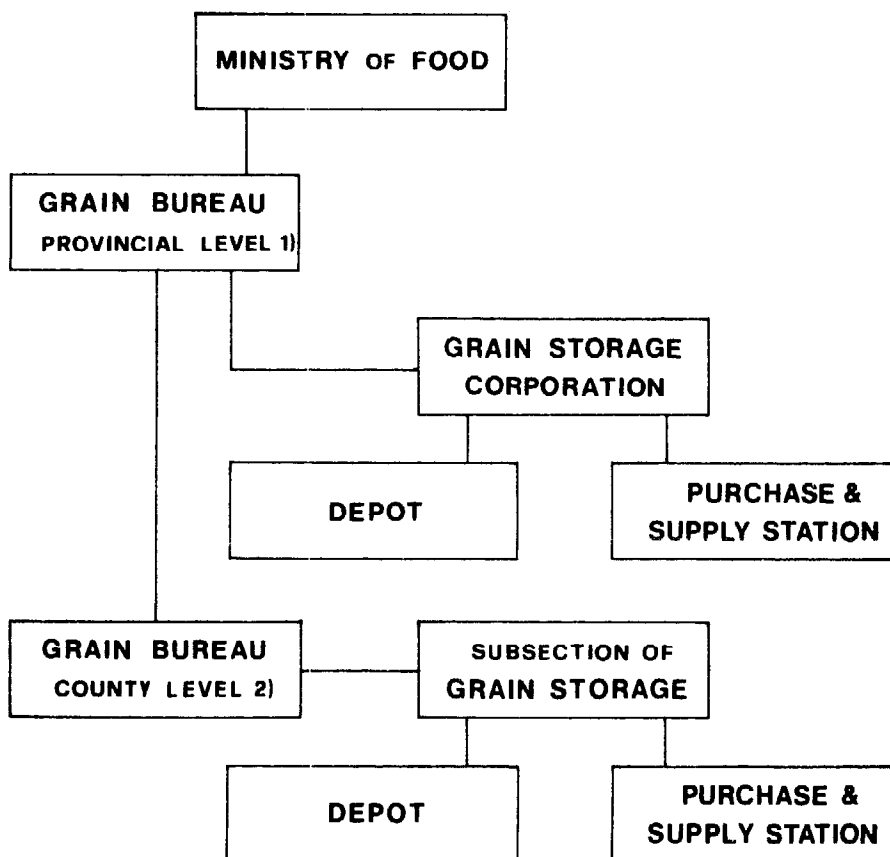 MINISTRY OF FOOD
GRAIN BUREAU
PROVINCIAL LEVEL 1)
GRAIN STORAGE
CORPORATION
DEPOT
PURCHASE &
SUPPLY STATION
GRAIN BUREAU
COUNTY LEVEL 2)
SUBSECTION OF
GRAIN STORAGE
DEPOT
PURCHASE &
SUPPLY STATION